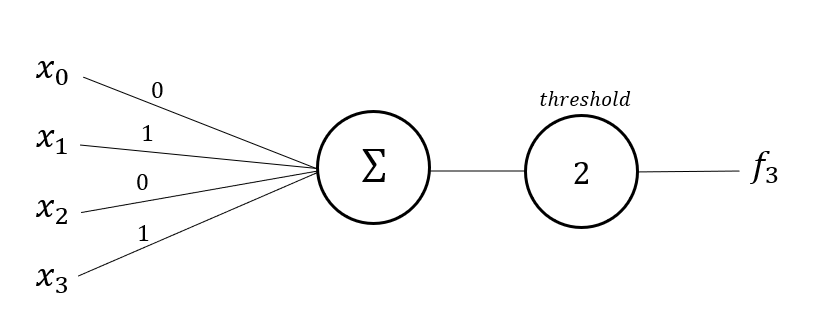 x₀
0
x₁
1
x₂
0
x₃
1
Σ
threshold
2
f₃